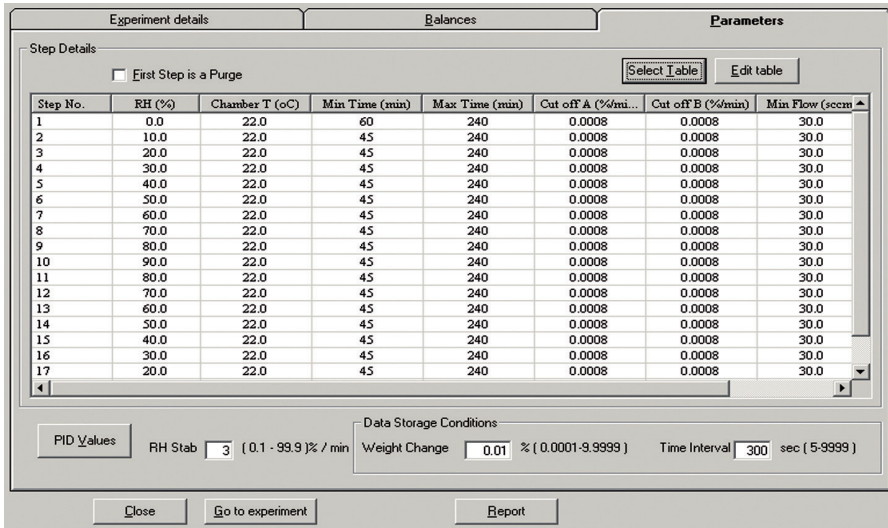 Experiment details Balances Parameters
Step Details
First Step is a Purge Select Table Edit table
Step No. RH (%) Chamber T (oC) Min Time (min) Max Time (min) Cut off A (%/mi... Cut off B (%/min) Min Flow (sccm
1 0.0 22.0 60 240 0.0008 0.0008 30.0
2 10.0 22.0 45 240 0.0008 0.0008 30.0
3 20.0 22.0 45 240 0.0008 0.0008 30.0
4 30.0 22.0 45 240 0.0008 0.0008 30.0
5 40.0 22.0 45 240 0.0008 0.0008 30.0
6 50.0 22.0 45 240 0.0008 0.0008 30.0
7 60.0 22.0 45 240 0.0008 0.0008 30.0
8 70.0 22.0 45 240 0.0008 0.0008 30.0
9 80.0 22.0 45 240 0.0008 0.0008 30.0
10 90.0 22.0 45 240 0.0008 0.0008 30.0
11 80.0 22.0 45 240 0.0008 0.0008 30.0
12 70.0 22.0 45 240 0.0008 0.0008 30.0
13 60.0 22.0 45 240 0.0008 0.0008 30.0
14 50.0 22.0 45 240 0.0008 0.0008 30.0
15 40.0 22.0 45 240 0.0008 0.0008 30.0
16 30.0 22.0 45 240 0.0008 0.0008 30.0
17 20.0 22.0 45 240 0.0008 0.0008 30.0
Data Storage Conditions
PID Values RH Stab 3 ( 0.1 - 99.9 )% / min Weight Change 0.01 % ( 0.0001-9.9999 ) Time Interval 300 sec ( 5-9999 )
Close Go to experiment Report